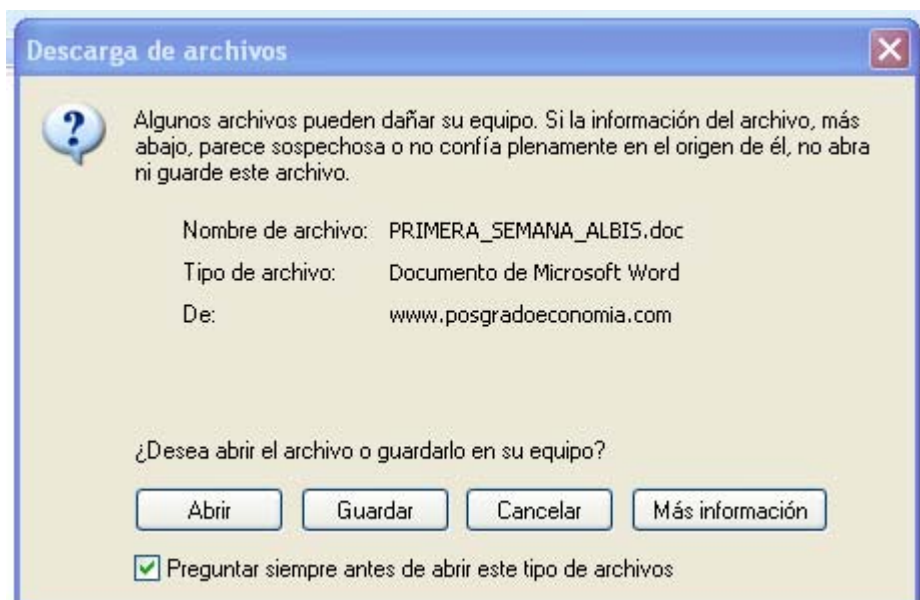 Descarga de archivos
Algunos archivos pueden dañar su equipo. Si la información del archivo, más
abajo, parece sospechosa o no confía plenamente en el origen de él, no abra
ni guarde este archivo.
Nombre de archivo: PRIMERA_SEMANA_ALBIS.doc
Tipo de archivo: Documento de Microsoft Word
De: www.posgradoeconomia.com
¿Desea abrir el archivo o guardarlo en su equipo?
Abrir Guardar Cancelar Más información
Preguntar siempre antes de abrir este tipo de archivos